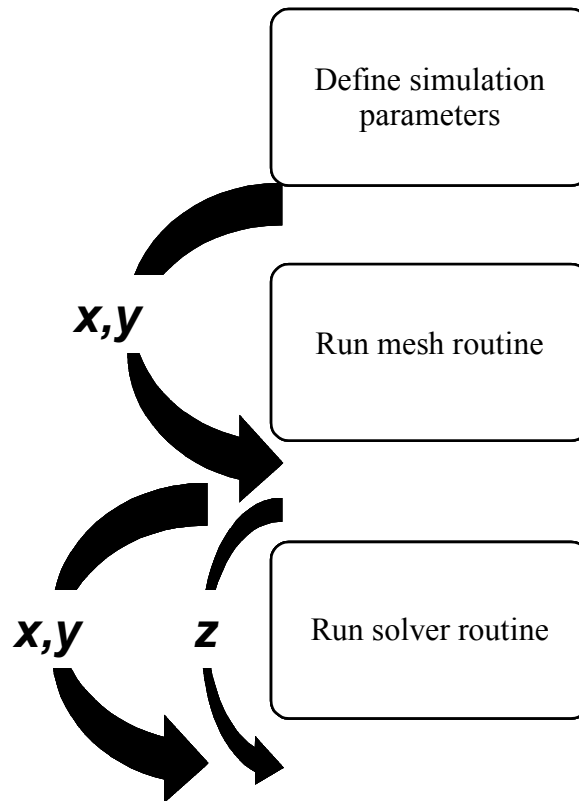 Define simulation
parameters
x,y
Run mesh routine
x,y
z
Run solver routine